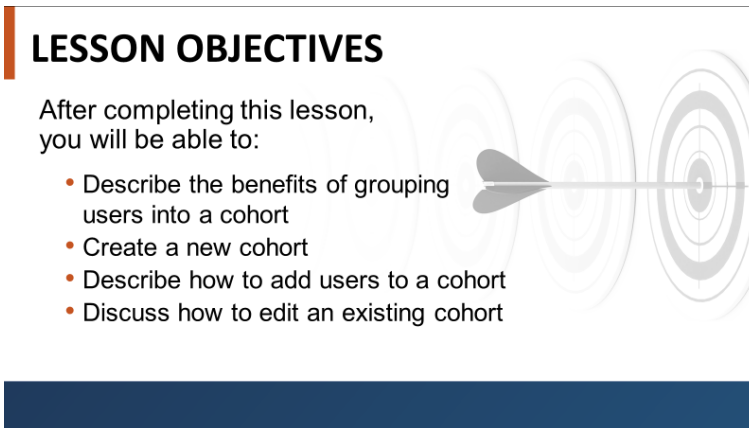 LESSON OBJECTIVES
After completing this lesson,
you will be able to:
• Describe the benefits of grouping
users into a cohort
• Create a new cohort
• Describe how to add users to a cohort
• Discuss how to edit an existing cohort